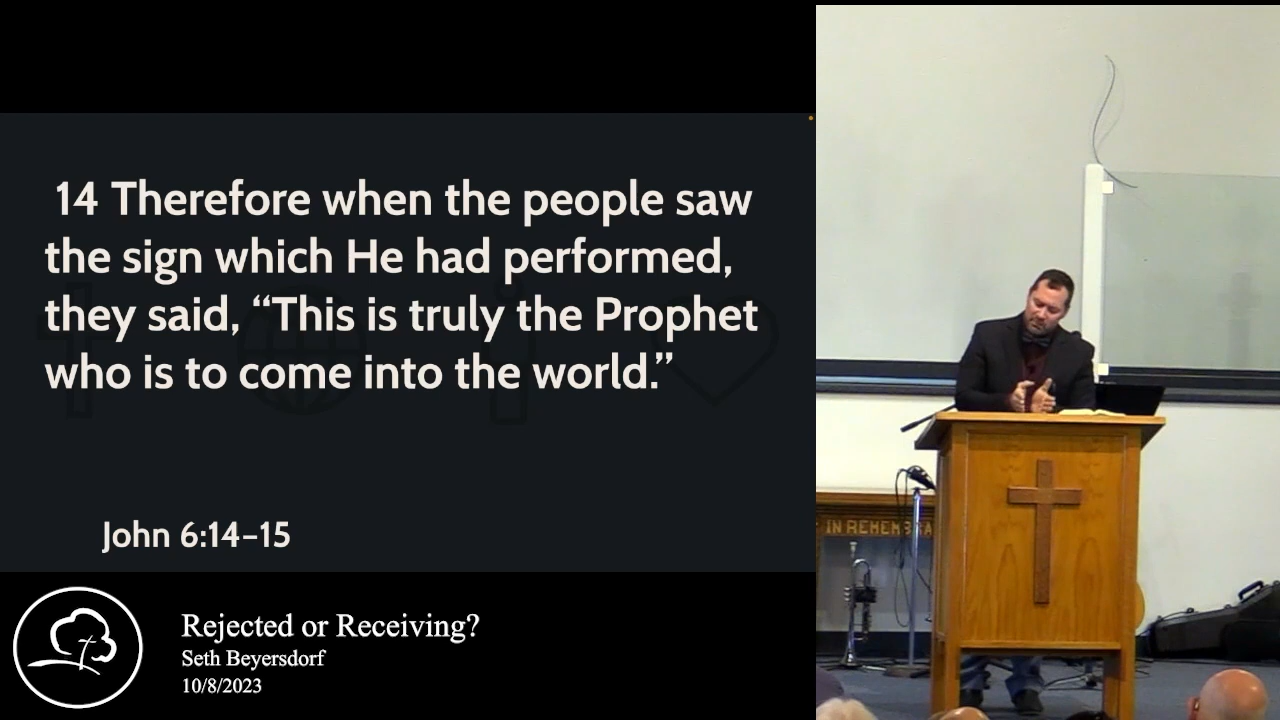 14 Therefore when the people saw
the sign which He had performed,
they said, “This is truly the Prophet
who is to come into the world.”
John 6:14–15
Rejected or Receiving?
Seth Beyersdorf
10/8/2023
IN REMEMBRA